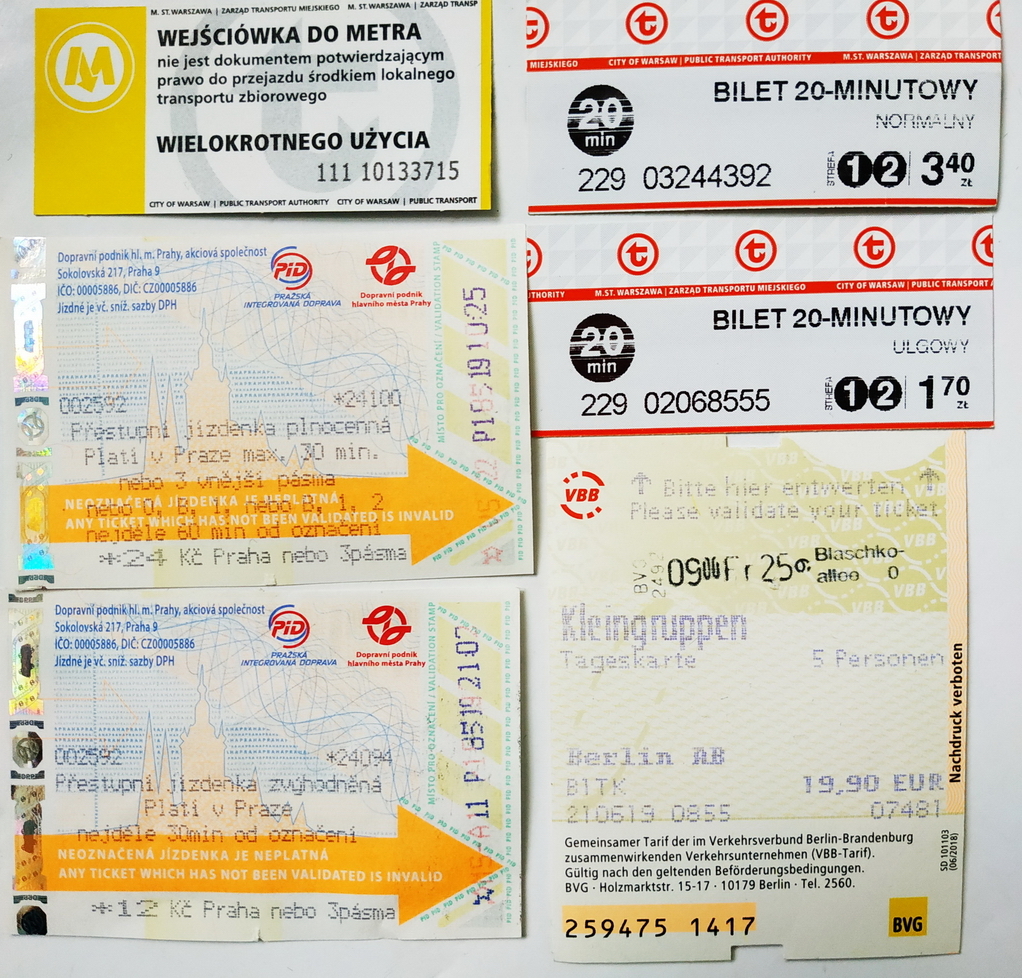 M. ST. WARSZAWA | ZARZĄD TRANSPORTU MIEJSKIEGO M. ST. WARSZAWA | ZARZĄD TRANSP
M
WEJŚCIÓWKA DO METRA
nie jest dokumentem potwierdzającym
prawo do przejazdu środkiem lokalnego
transportu zbiorowego
WIELOKROTNEGO UŻYCIA
111 10133715
CITY OF WARSAW | PUBLIC TRANSPORT AUTHORITY CITY OF WARSAW | PUBLIC TRANSPORT
MIEJSKIEGO CITY OF WARSAW | PUBLIC TRANSPORT AUTHORITY M.ST. WARSZAWA | ZARZĄD TRANSPO
20 min
BILET 20-MINUTOWY
NORMALNY
229 03244392
STREFA 1 2 3 40 ZŁ
THORITY M.ST. WARSZAWA | ZARZĄD TRANSPORTU MIEJSKIEGO CITY OF WARSAW | PUBLIC TRANSPORT A
20 min
BILET 20-MINUTOWY
ULGOWY
229 02068555
STREFA 1 2 1 70 ZŁ
Dopravní podnik hl. m. Prahy, akciová společnost
Sokolovská 217, Praha 9
IČO: 00005886, DIČ: CZ00005886
Jízdné je vč. sníž. sazby DPH
PID
PRAŽSKÁ
INTEGROVANÁ DOPRAVA
Dopravní podnik
hlavního města Prahy
MÍSTO PRO OZNAČENÍ / VALIDATION STAMP
002592 *24100
Přestupní jízdenka plnocenná
Platí v Praze max. 30 min.
nebo 3 vnější pásma
NEOZNAČENÁ JÍZDENKA JE NEPLATNÁ
ANY TICKET WHICH HAS NOT BEEN VALIDATED IS INVALID
nejdéle 60 min od označení
*24 Kč Praha nebo 3pásma
Dopravní podnik hl. m. Prahy, akciová společnost
Sokolovská 217, Praha 9
IČO: 00005886, DIČ: CZ00005886
Jízdné je vč. sníž. sazby DPH
PID
PRAŽSKÁ
INTEGROVANÁ DOPRAVA
Dopravní podnik
hlavního města Prahy
MÍSTO PRO OZNAČENÍ / VALIDATION STAMP
002592 *24094
Přestupní jízdenka zvýhodněná
Platí v Praze
nejdéle 30min od označení
NEOZNAČENÁ JÍZDENKA JE NEPLATNÁ
ANY TICKET WHICH HAS NOT BEEN VALIDATED IS INVALID
*12 Kč Praha nebo 3pásma
VBB
↑ Bitte hier entwerten ↑
Please validate your ticket
Blaschko-
allee 0
Kleingruppen
Tageskarte 5 Personen
Berlin AB
BITK 19,90 EUR
210619 0855 07481
Nachdruck verboten
Gemeinsamer Tarif der im Verkehrsverbund Berlin-Brandenburg
zusammenwirkenden Verkehrsunternehmen (VBB-Tarif).
Gültig nach den geltenden Beförderungsbedingungen.
BVG · Holzmarktstr. 15-17 · 10179 Berlin · Tel. 2560.
SD 101103
(06/2018)
259475 1417
BVG